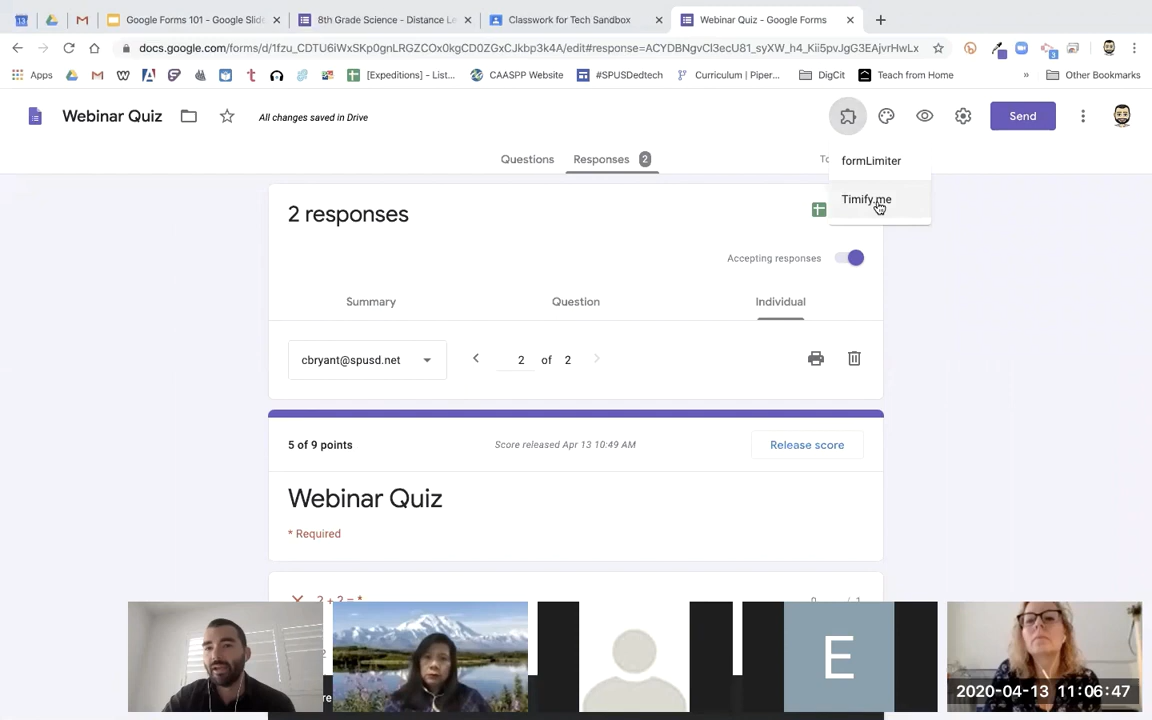 Google Forms 101 - Google Slide
8th Grade Science - Distance Le
Classwork for Tech Sandbox
Webinar Quiz - Google Forms
docs.google.com/forms/d/1fzu_CDTU6iWxSKp0gnLRGZCOx0kgCD0ZGxCJkbp3k4A/edit#response=ACYDBNgvCl3ecU81_syXW_h4_Kii5pvJgG3EAjvrHwLx
Apps
[Expeditions] - List...
CAASPP Website
#SPUSDedtech
Curriculum | Piper...
DigCit
Teach from Home
»
Other Bookmarks
Webinar Quiz
All changes saved in Drive
Send
Questions
Responses 2
formLimiter
Timify.me
2 responses
Accepting responses
Summary
Question
Individual
cbryant@spusd.net
2 of 2
5 of 9 points
Score released Apr 13 10:49 AM
Release score
Webinar Quiz
* Required
2 + 2 = *
E
2020-04-13 11:06:47